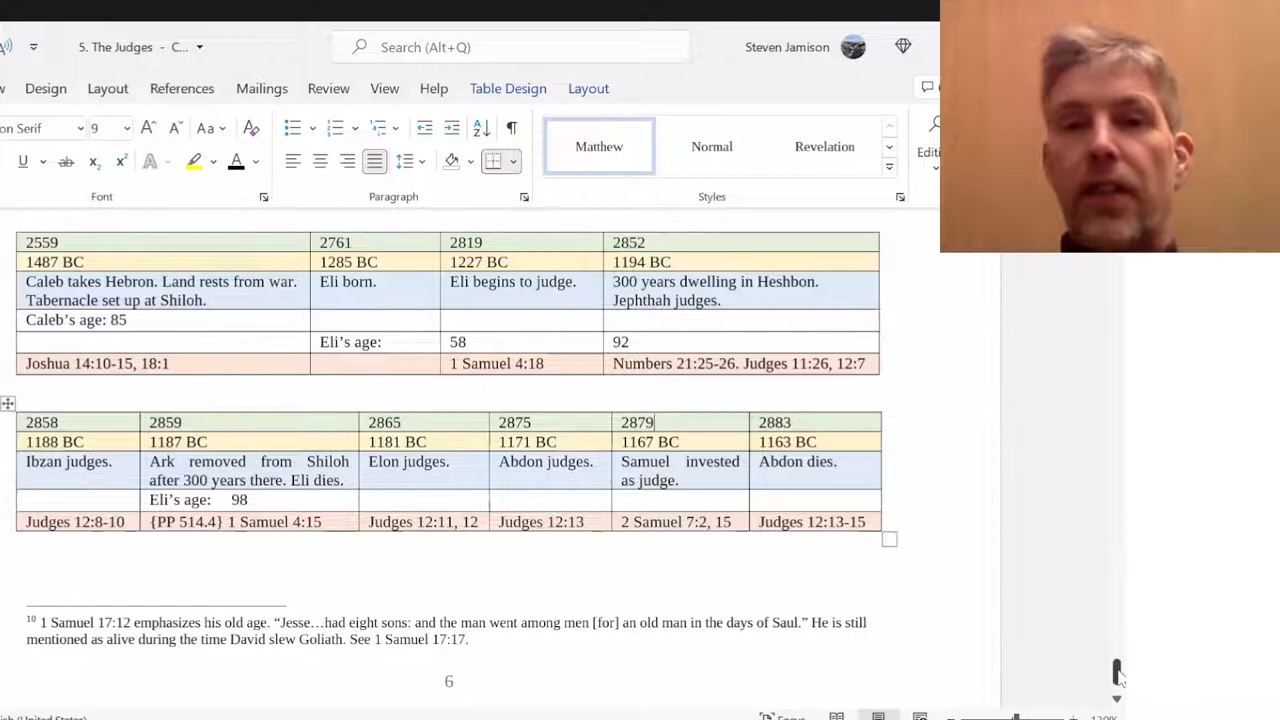 5. The Judges - C...
Search (Alt+Q)
Steven Jamison
Design Layout References Mailings Review View Help Table Design Layout
9 Aa A
U ab x₂ x² A A
Matthew Normal Revelation
Font Paragraph Styles
2559 2761 2819 2852
1487 BC 1285 BC 1227 BC 1194 BC
Caleb takes Hebron. Land rests from war. Eli born. Eli begins to judge. 300 years dwelling in Heshbon.
Tabernacle set up at Shiloh. Jephthah judges.
Caleb's age: 85
Eli's age: 58 92
Joshua 14:10-15, 18:1 1 Samuel 4:18 Numbers 21:25-26. Judges 11:26, 12:7
2858 2859 2865 2875 2879 2883
1188 BC 1187 BC 1181 BC 1171 BC 1167 BC 1163 BC
Ibzan judges. Ark removed from Shiloh Elon judges. Abdon judges. Samuel invested Abdon dies.
after 300 years there. Eli dies. as judge.
Eli's age: 98
Judges 12:8-10 {PP 514.4} 1 Samuel 4:15 Judges 12:11, 12 Judges 12:13 2 Samuel 7:2, 15 Judges 12:13-15
10 1 Samuel 17:12 emphasizes his old age. “Jesse…had eight sons: and the man went among men [for] an old man in the days of Saul.” He is still
mentioned as alive during the time David slew Goliath. See 1 Samuel 17:17.
6